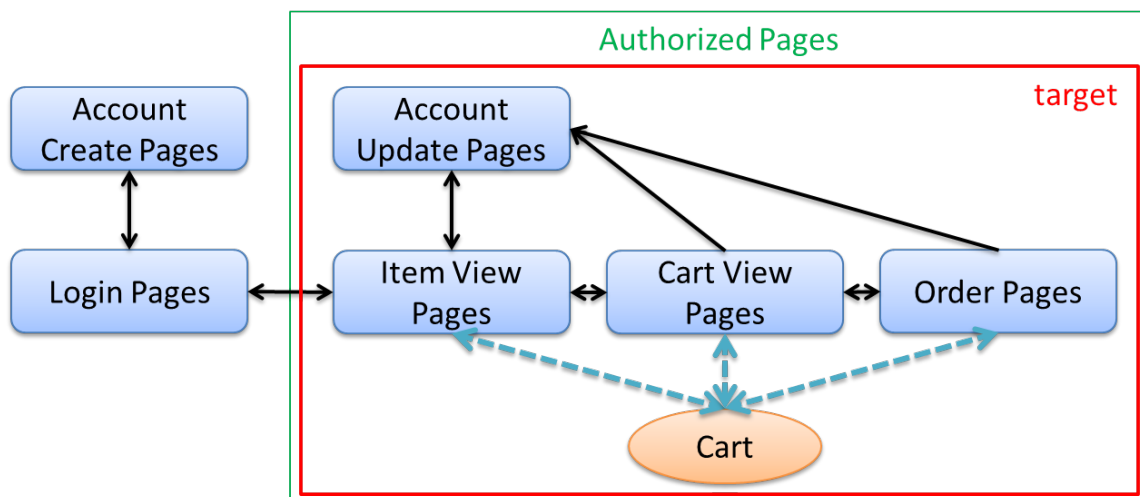 Authorized Pages
target
Account
Create Pages
Account
Update Pages
Login Pages
Item View
Pages
Cart View
Pages
Order Pages
Cart